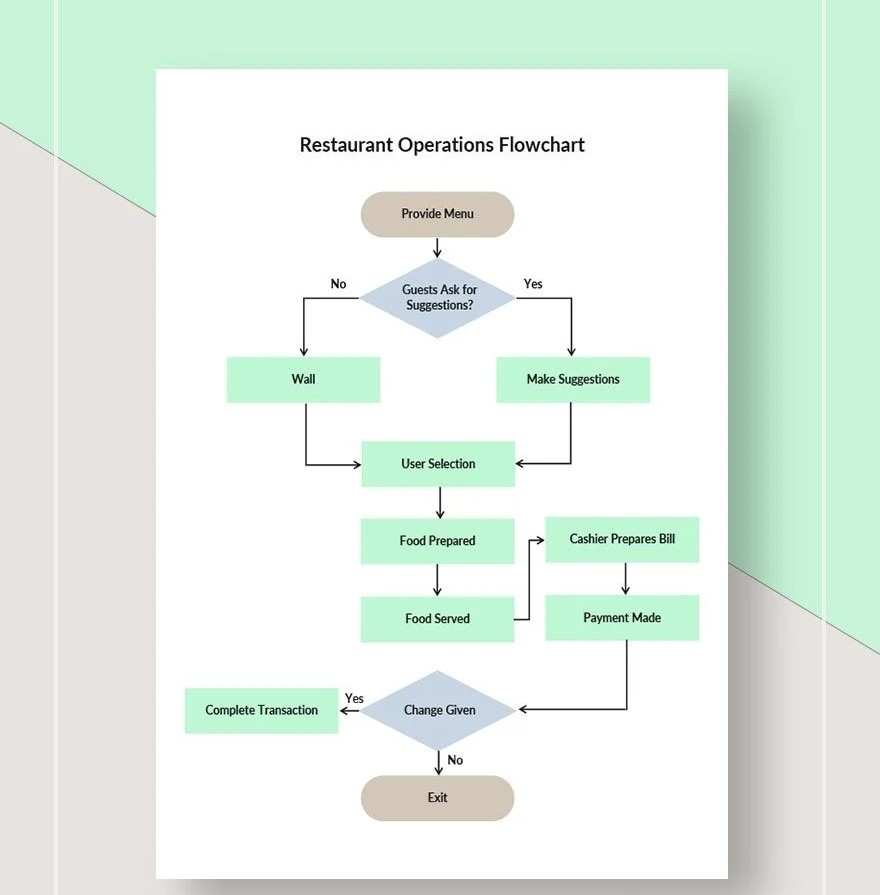 Restaurant Operations Flowchart
Provide Menu
Guests Ask for
Suggestions?
No
Yes
Wall
Make Suggestions
User Selection
Food Prepared
Cashier Prepares Bill
Food Served
Payment Made
Complete Transaction
Yes
Change Given
No
Exit